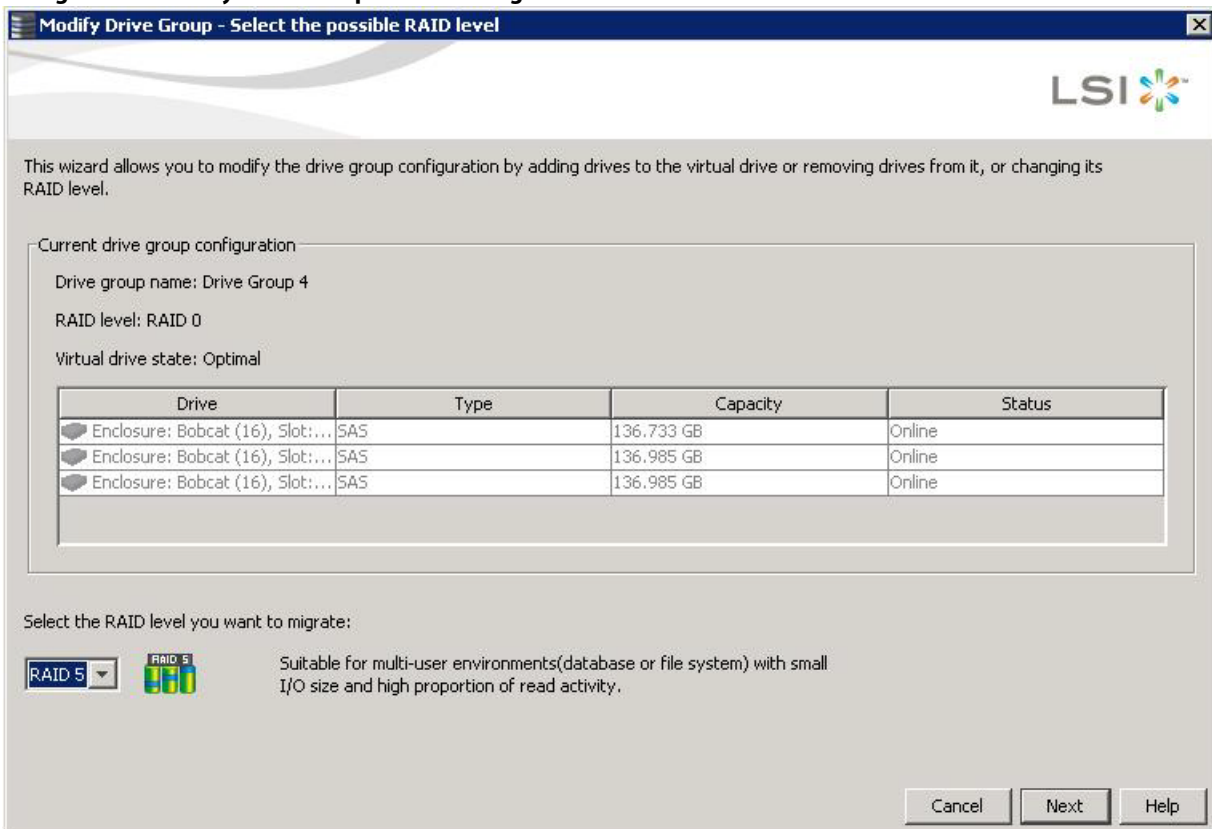 Modify Drive Group - Select the possible RAID level
LSI
This wizard allows you to modify the drive group configuration by adding drives to the virtual drive or removing drives from it, or changing its
RAID level.
Current drive group configuration
Drive group name: Drive Group 4
RAID level: RAID 0
Virtual drive state: Optimal
Drive Type Capacity Status
Enclosure: Bobcat (16), Slot:... SAS 136.733 GB Online
Enclosure: Bobcat (16), Slot:... SAS 136.985 GB Online
Enclosure: Bobcat (16), Slot:... SAS 136.985 GB Online
Select the RAID level you want to migrate:
RAID 5
RAID 5
Suitable for multi-user environments(database or file system) with small
I/O size and high proportion of read activity.
Cancel Next Help